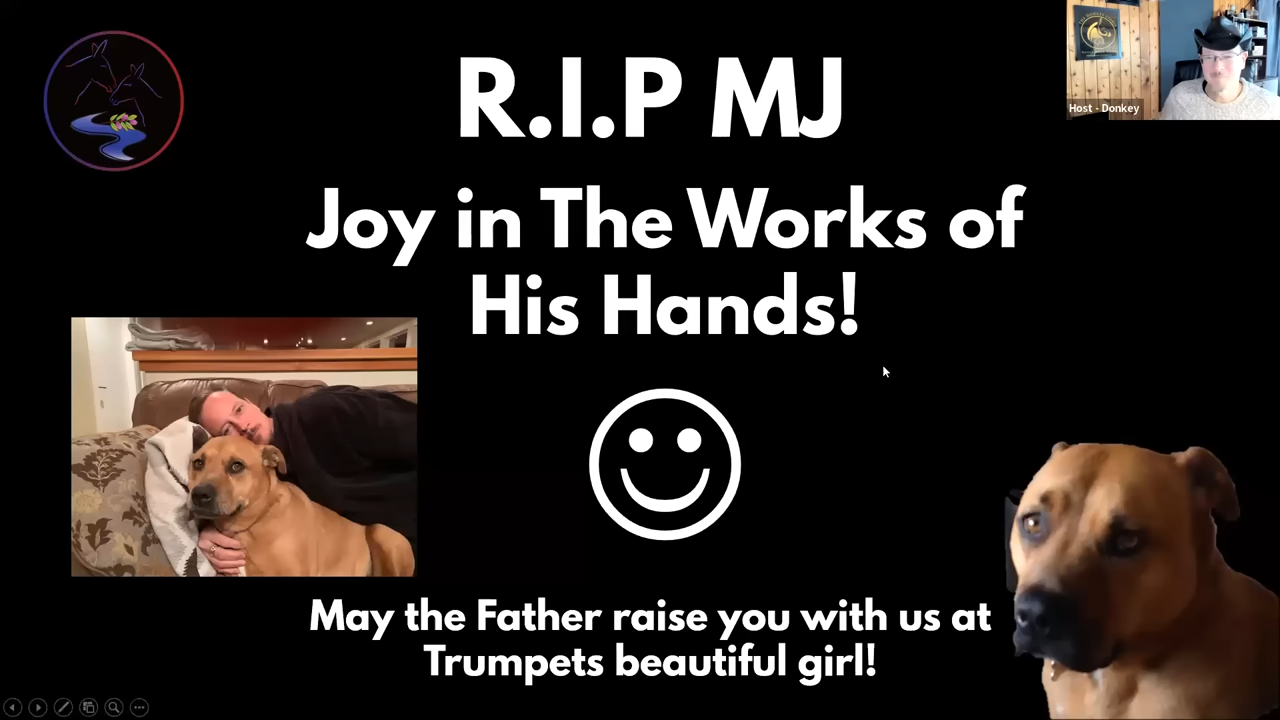 R.I.P MJ
Host - Donkey
Joy in The Works of
His Hands!
May the Father raise you with us at
Trumpets beautiful girl!